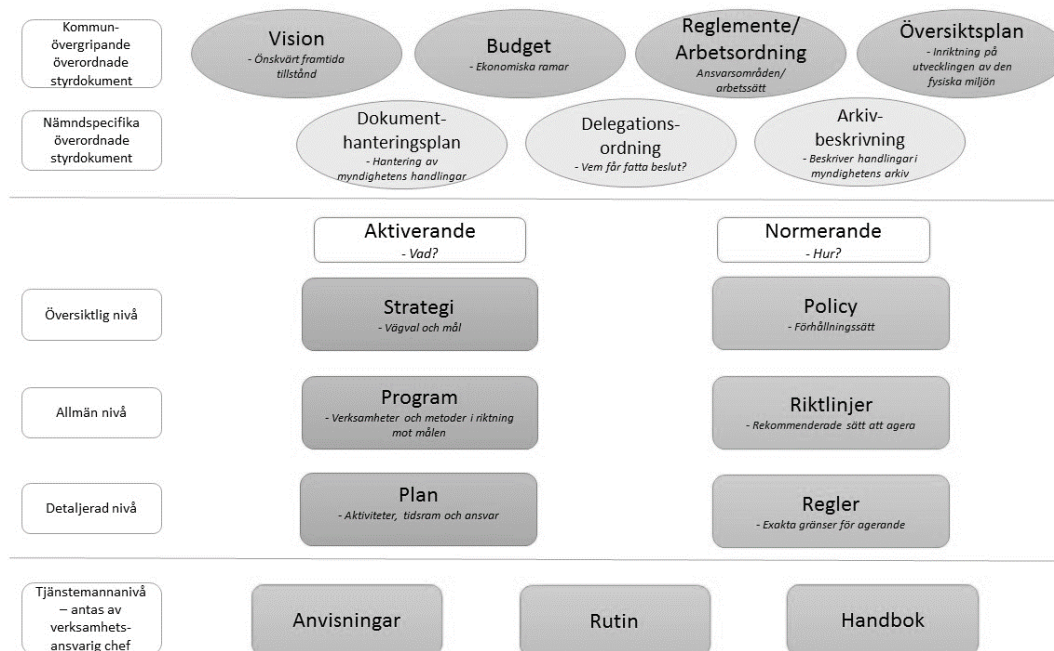 Kommun-
övergripande
överordnade
styrdokument
Vision
- Önskvärt framtida
tillstånd
Budget
- Ekonomiska ramar
Reglemente/
Arbetsordning
Ansvarsområden/
arbetssätt
Översiktsplan
- Inriktning på
utvecklingen av den
fysiska miljön
Nämndspecifika
överordnade
styrdokument
Dokument-
hanteringsplan
- Hantering av
myndighetens handlingar
Delegations-
ordning
- Vem får fatta beslut?
Arkiv-
beskrivning
- Beskriver handlingar i
myndighetens arkiv
Aktiverande
- Vad?
Normerande
- Hur?
Översiktlig nivå
Strategi
- Vägval och mål
Policy
- Förhållningssätt
Allmän nivå
Program
- Verksamheter och metoder i riktning
mot målen
Riktlinjer
- Rekommenderade sätt att agera
Detaljerad nivå
Plan
- Aktiviteter, tidsram och ansvar
Regler
- Exakta gränser för agerande
Tjänstemannanivå
– antas av
verksamhets-
ansvarig chef
Anvisningar
Rutin
Handbok